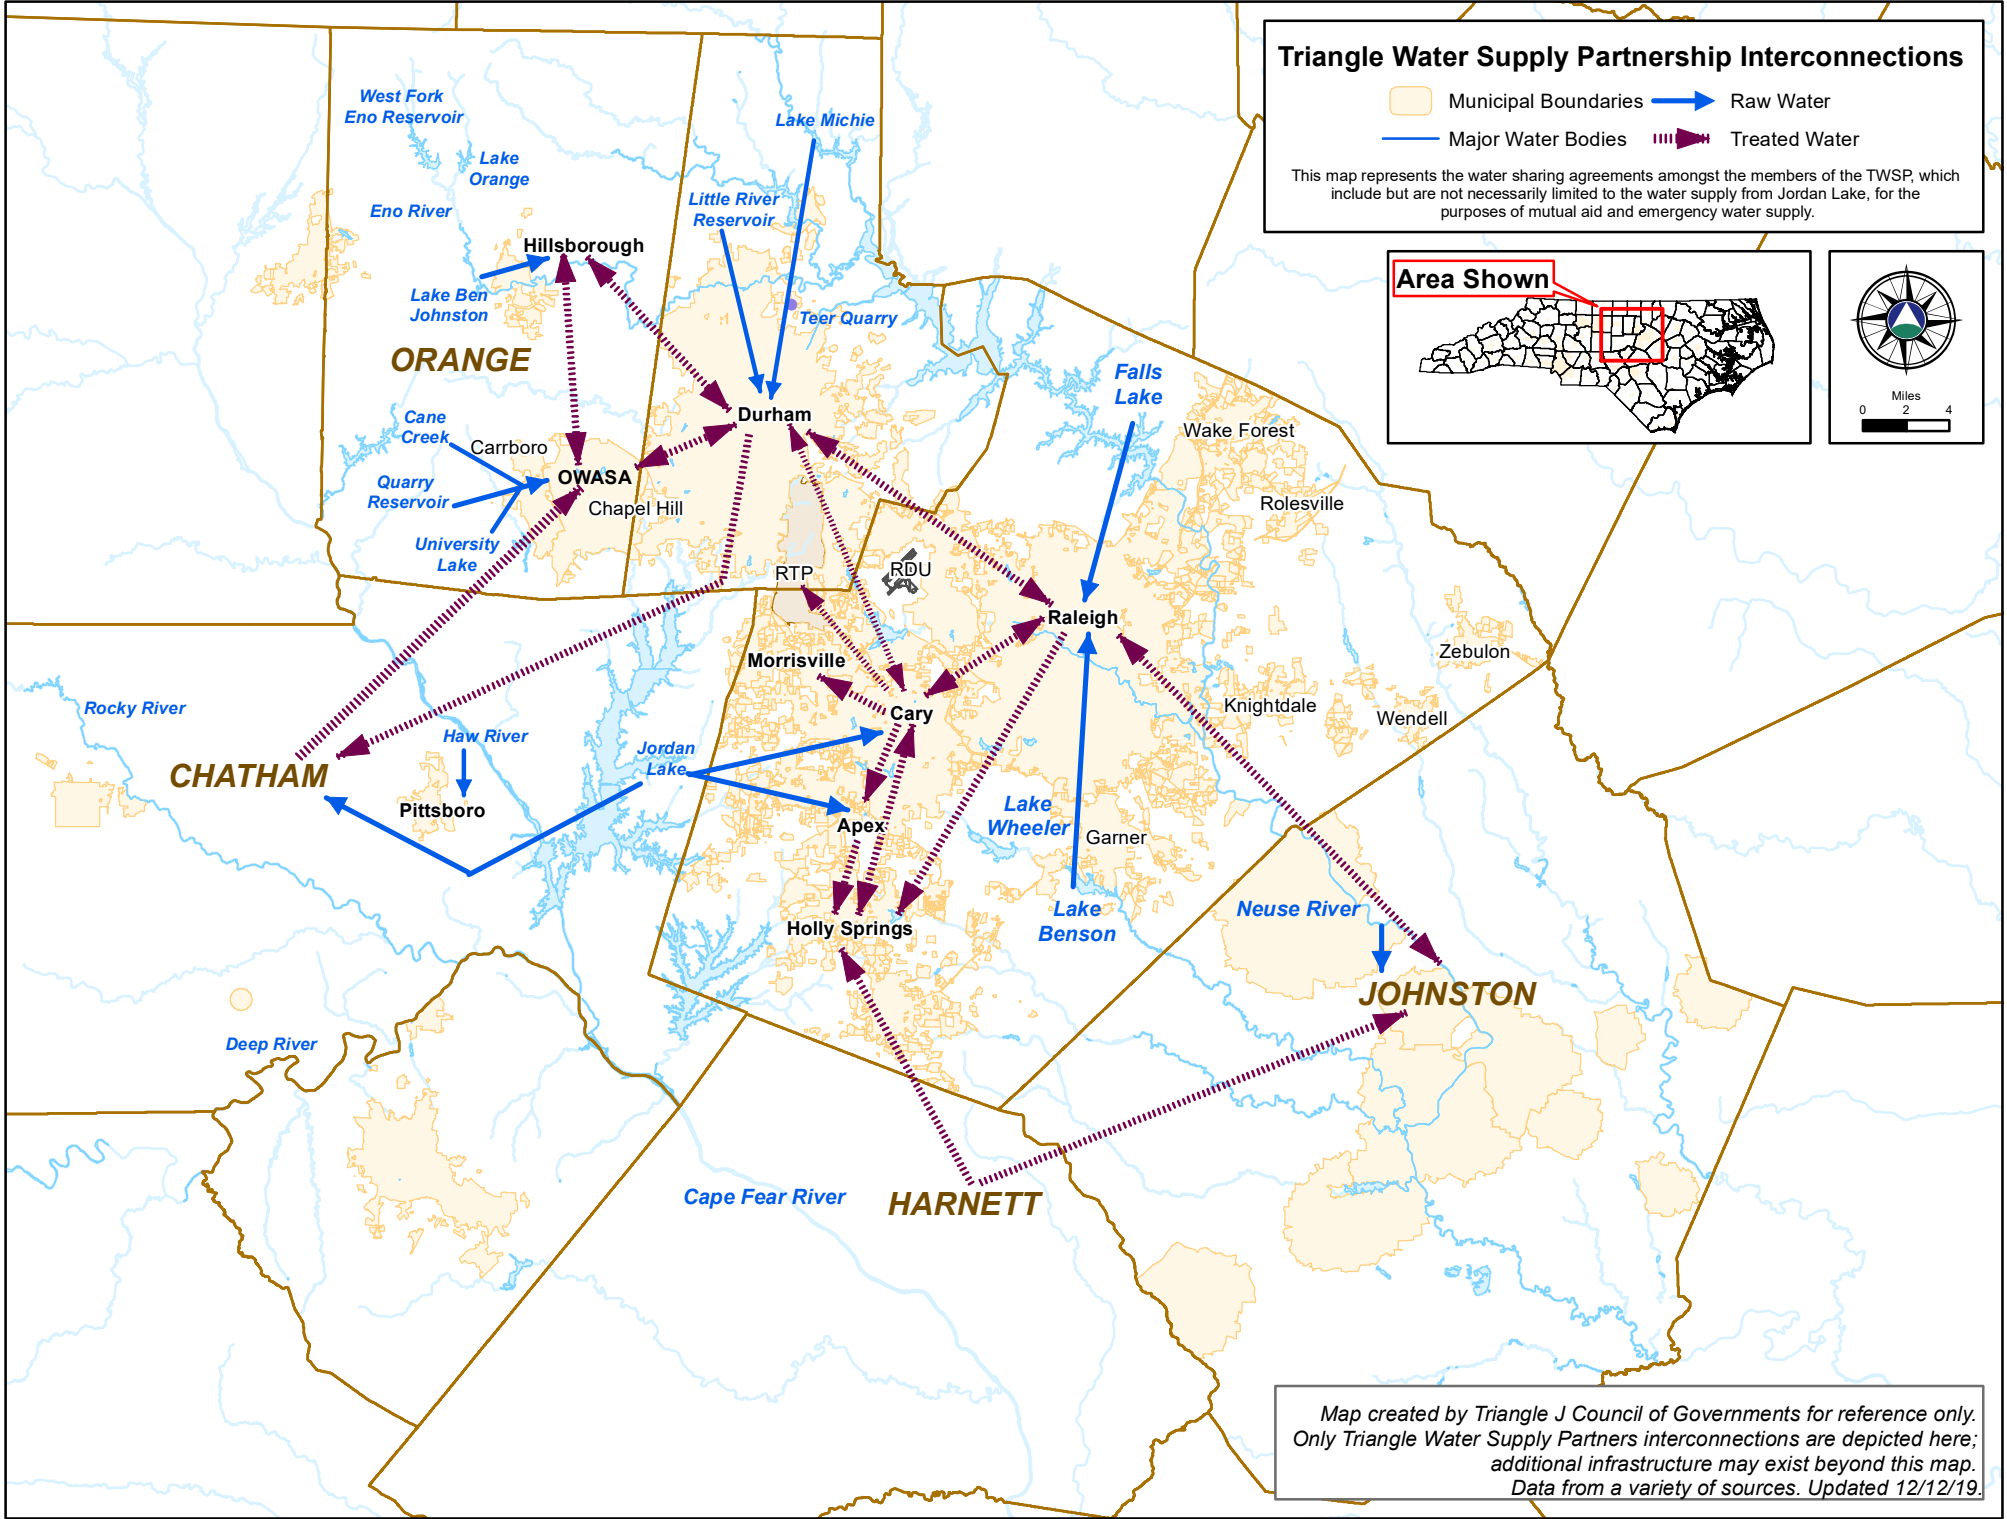 Triangle Water Supply Partnership Interconnections
Municipal Boundaries
Raw Water
Major Water Bodies
Treated Water
This map represents the water sharing agreements amongst the members of the TWSP, which
include but are not necessarily limited to the water supply from Jordan Lake, for the
purposes of mutual aid and emergency water supply.
Area Shown
Miles
0 2 4
West Fork
Eno Reservoir
Lake Michie
Lake
Orange
Little River
Reservoir
Eno River
Hillsborough
Lake Ben
Johnston
Teer Quarry
ORANGE
Falls
Lake
Cane
Creek
Carrboro
Durham
Wake Forest
Quarry
Reservoir
OWASA
Chapel Hill
Rolesville
University
Lake
RTP
RDU
Raleigh
Morrisville
Zebulon
Rocky River
Cary
Knightdale
Wendell
Haw River
Jordan
Lake
CHATHAM
Pittsboro
Apex
Lake
Wheeler
Garner
Holly Springs
Lake
Benson
Neuse River
JOHNSTON
Deep River
Cape Fear River
HARNETT
Map created by Triangle J Council of Governments for reference only.
Only Triangle Water Supply Partners interconnections are depicted here;
additional infrastructure may exist beyond this map.
Data from a variety of sources. Updated 12/12/19.